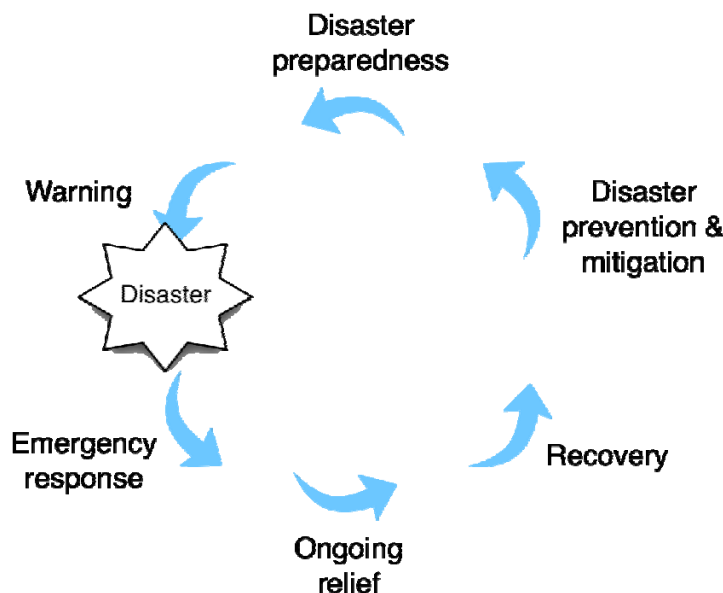 Disaster
preparedness
Warning
Disaster
prevention &
mitigation
Disaster
Emergency
response
Recovery
Ongoing
relief